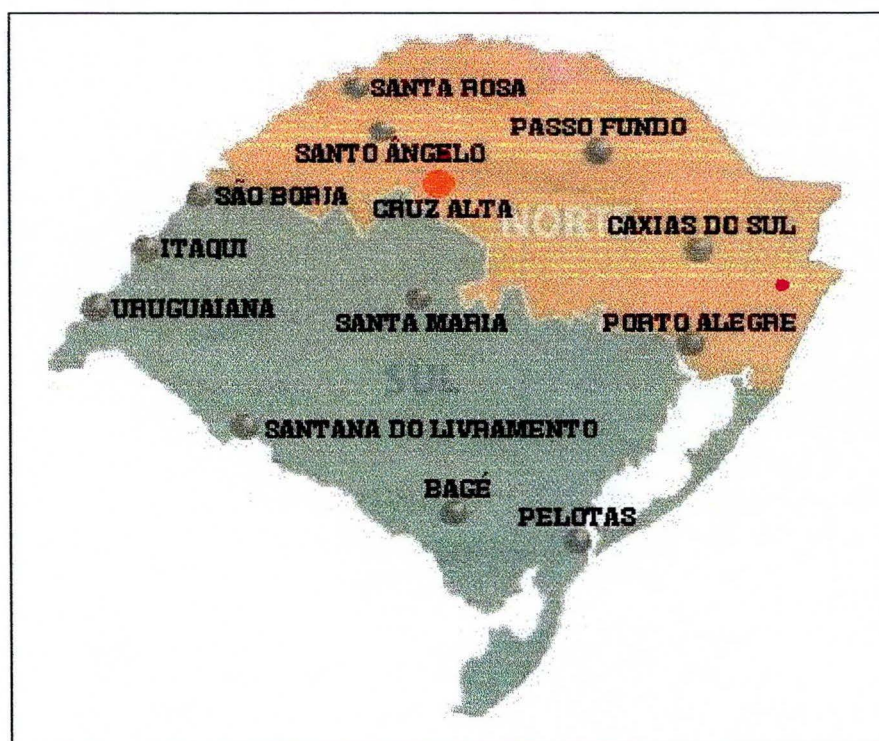 SANTA ROSA
PASSO FUNDO
SANTO ÂNGELO
SÃO BORJA
CRUZ ALTA
NORTE
CAXIAS DO SUL
ITAQUI
URUGUAIANA
SANTA MARIA
PORTO ALEGRE
SUL
SANTANA DO LIVRAMENTO
BAGÉ
PELOTAS